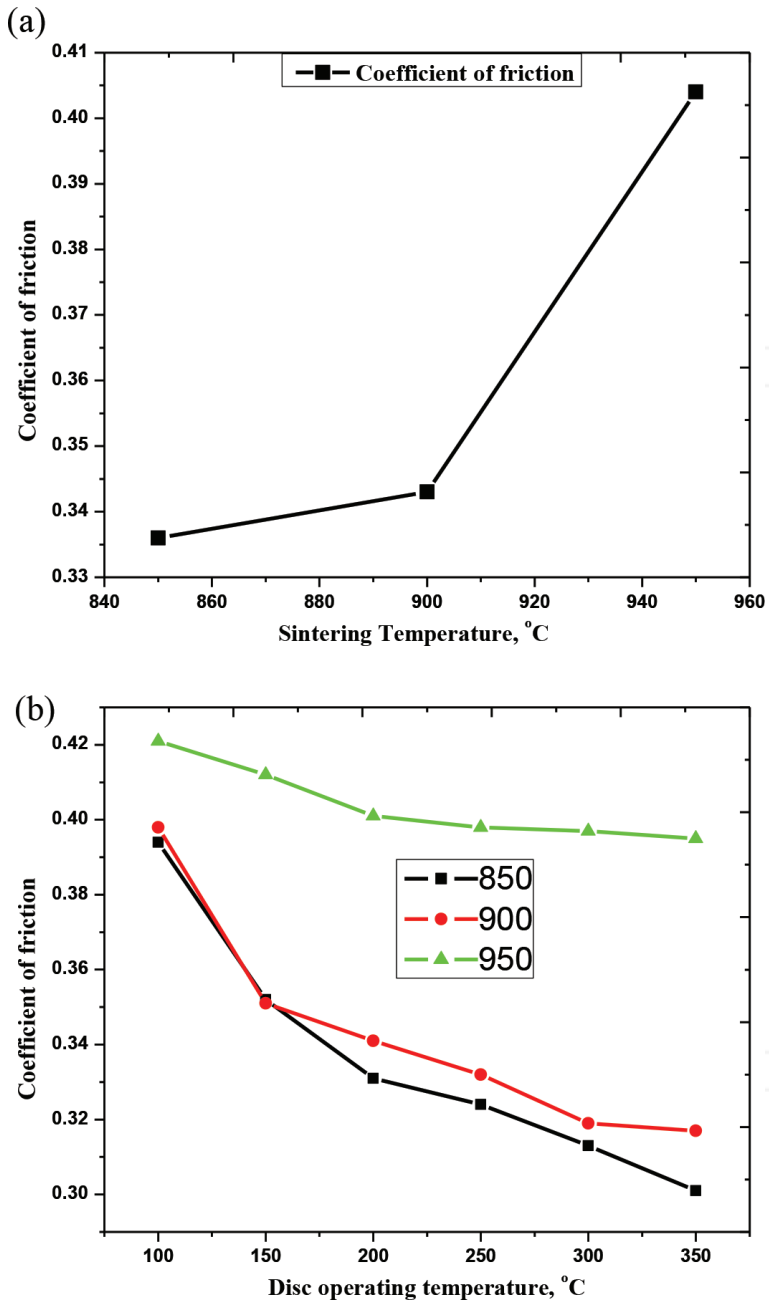 (a)
0.41
0.40
0.39
0.38
0.37
0.36
0.35
0.34
0.33
Coefficient of friction
Coefficient of friction
840 860 880 900 920 940 960
Sintering Temperature, °C
(b)
0.42
0.40
0.38
0.36
0.34
0.32
0.30
Coefficient of friction
850
900
950
100 150 200 250 300 350
Disc operating temperature, °C